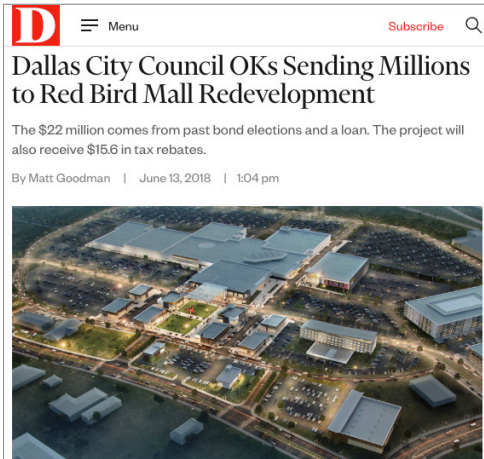 D
Menu
Subscribe
Dallas City Council OKs Sending Millions
to Red Bird Mall Redevelopment
The $22 million comes from past bond elections and a loan. The project will
also receive $15.6 in tax rebates.
By Matt Goodman | June 13, 2018 | 1:04 pm